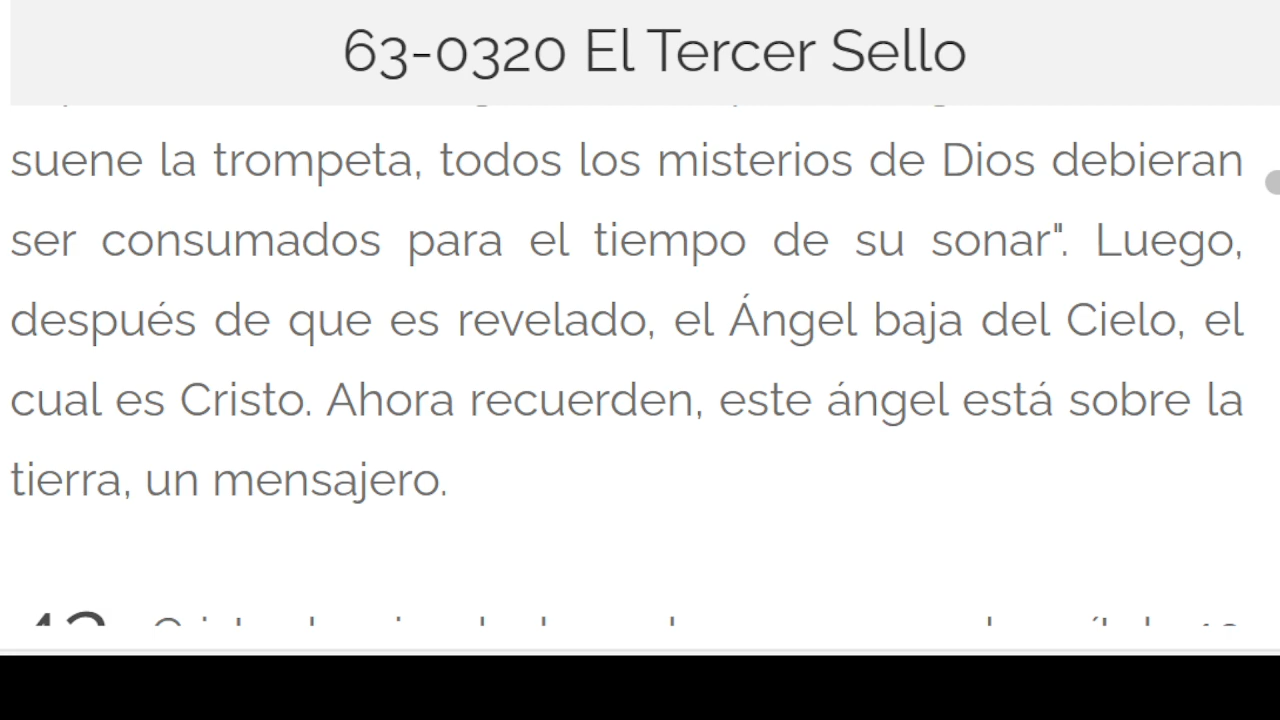 63-0320 El Tercer Sello
suene la trompeta, todos los misterios de Dios debieran
ser consumados para el tiempo de su sonar". Luego,
después de que es revelado, el Ángel baja del Cielo, el
cual es Cristo. Ahora recuerden, este ángel está sobre la
tierra, un mensajero.